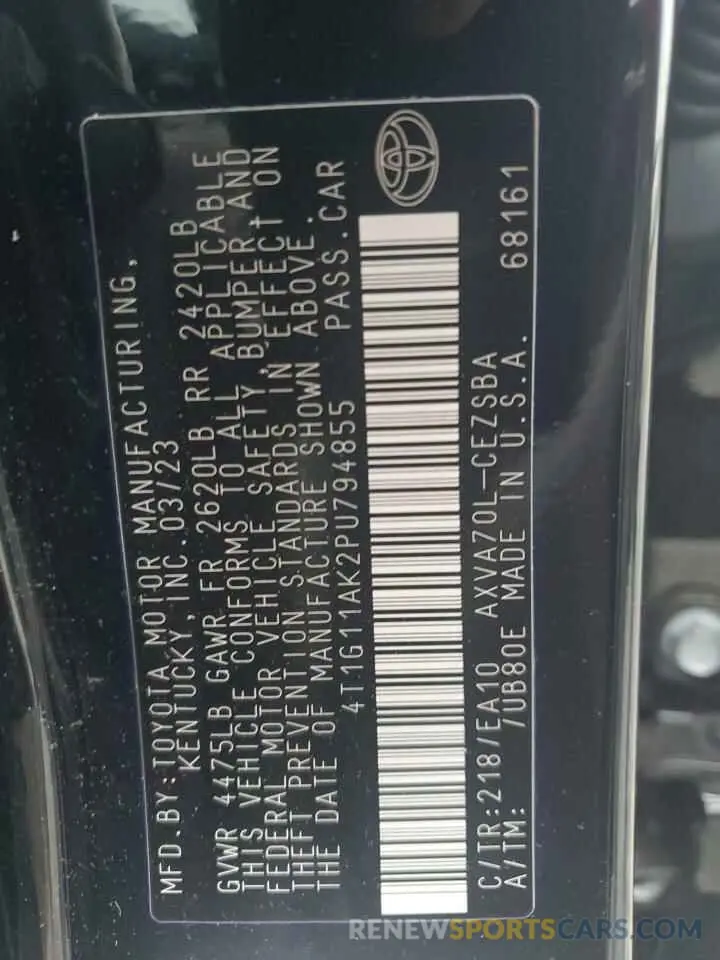 MFD.BY:TOYOTA MOTOR MANUFACTURING,
KENTUCKY, INC.03/23
GVWR 4475LB GAWR FR 2620LB RR 2420LB
THIS VEHICLE CONFORMS TO ALL APPLICABLE
FEDERAL MOTOR VEHICLE SAFETY,BUMPER AND
THEFT PREVENTION STANDARDS IN EFFECT ON
THE DATE OF MANUFACTURE SHOWN ABOVE.
4T1G11AK2PU794855 PASS.CAR
C/TR:218/EA10 AXVA70L-CEZSBA
A/TM: /UB80E MADE IN U.S.A. 68161
RENEWSPORTSCARS.COM